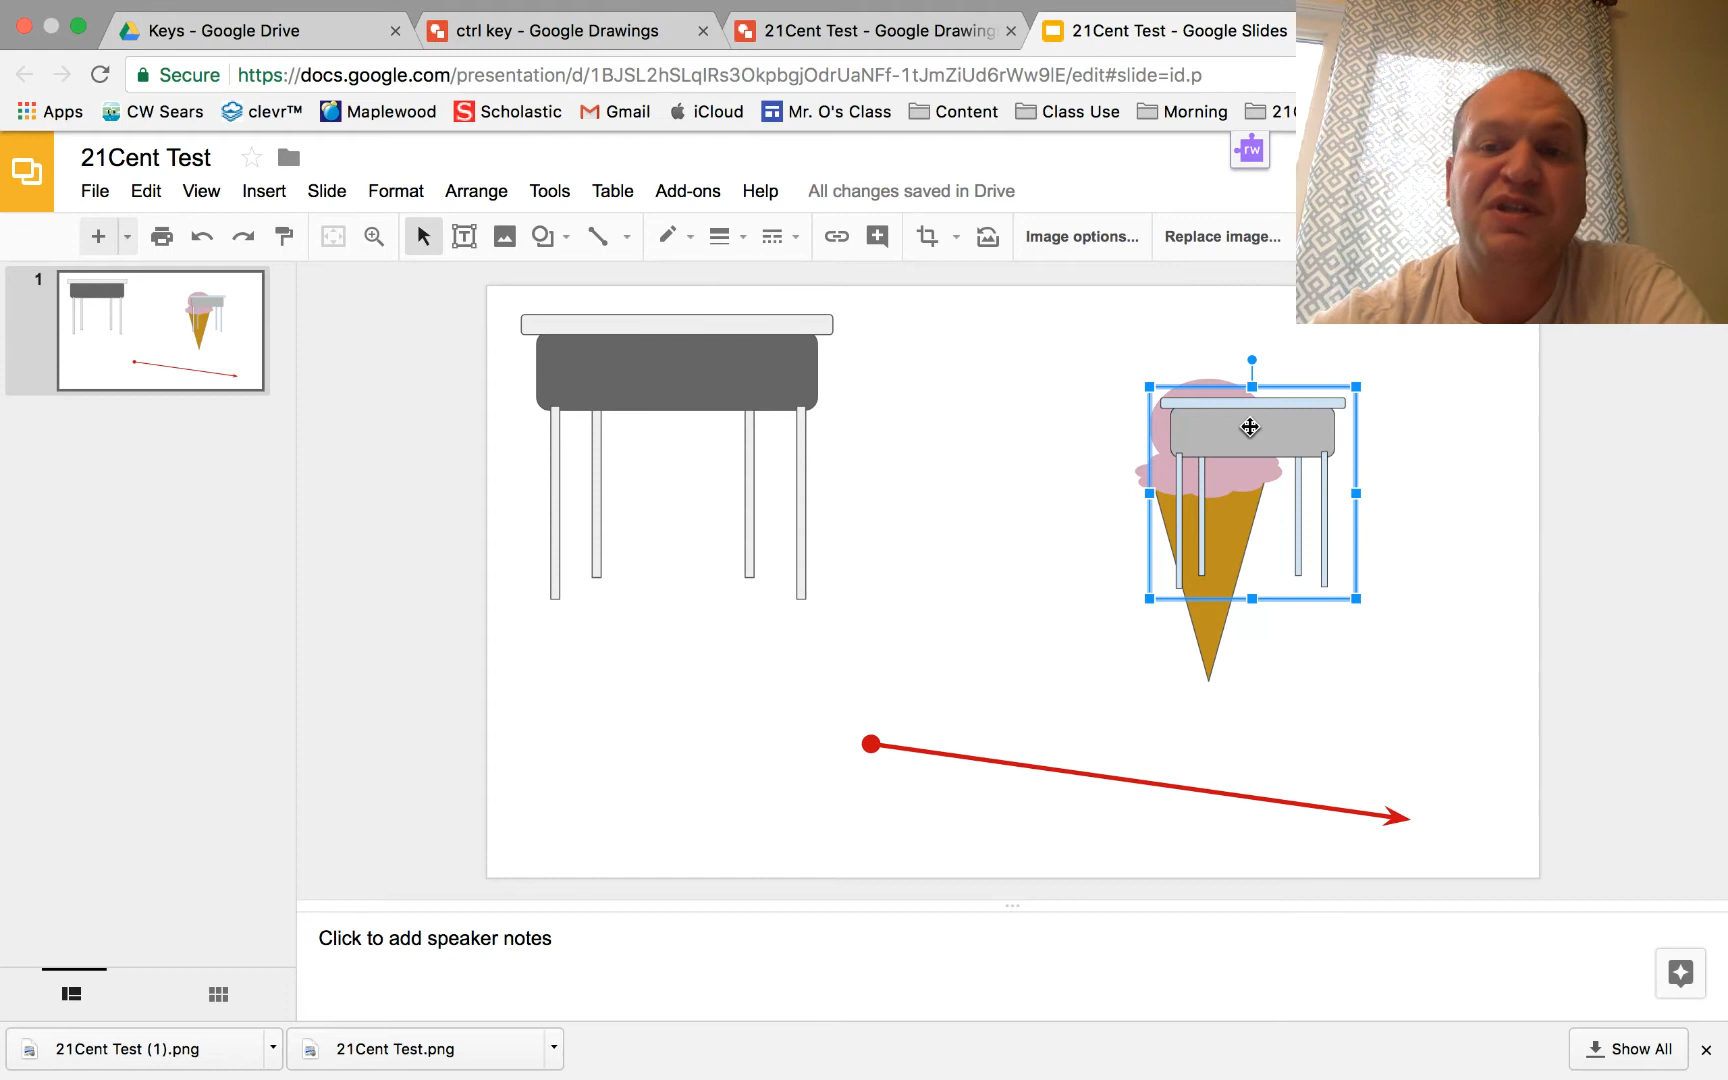 Keys - Google Drive
ctrl key - Google Drawings
21Cent Test - Google Drawing
21Cent Test - Google Slides
Secure https://docs.google.com/presentation/d/1BJSL2hSLqIRs3OkpbgjOdrUaNFf-1tJmZiUd6rWw9lE/edit#slide=id.p
Apps CW Sears clevr™ Maplewood Scholastic Gmail iCloud Mr. O's Class Content Class Use Morning 21
rw
21Cent Test
File Edit View Insert Slide Format Arrange Tools Table Add-ons Help All changes saved in Drive
Image options... Replace image...
1
Click to add speaker notes
21Cent Test (1).png
21Cent Test.png
Show All